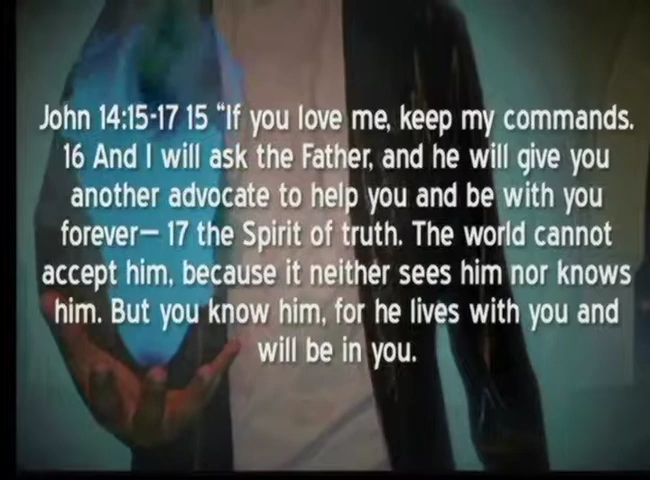 John 14:15-17 15 “If you love me, keep my commands.
16 And I will ask the Father, and he will give you
another advocate to help you and be with you
forever— 17 the Spirit of truth. The world cannot
accept him, because it neither sees him nor knows
him. But you know him, for he lives with you and
will be in you.